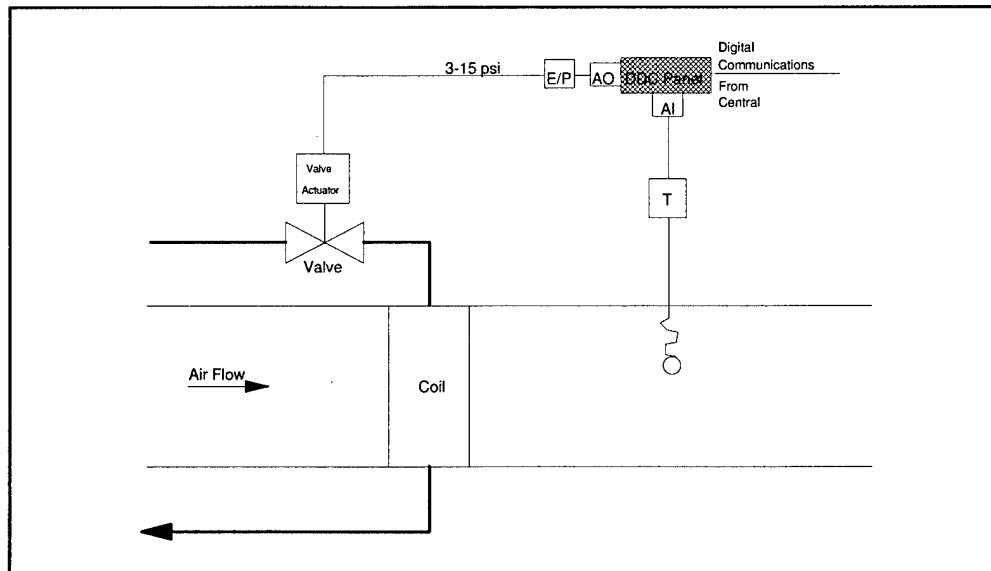 Digital
Communications
3-15 psi
E/P
AO
DDC Panel
From
Central
AI
Valve
Actuator
T
Valve
Air Flow
Coil